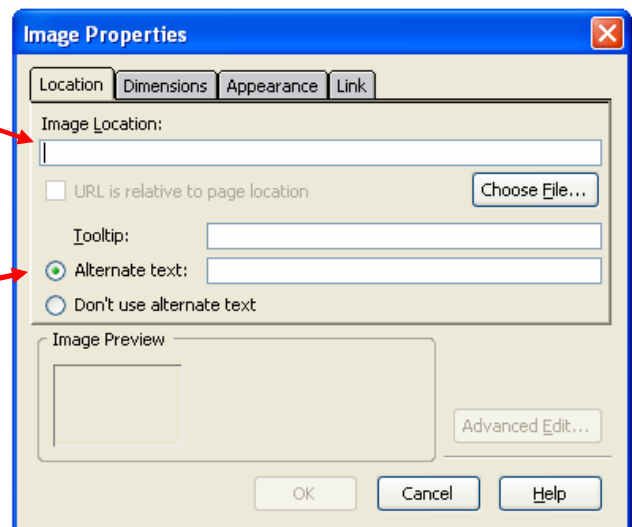 Image Properties
Location Dimensions Appearance Link
Image Location:
URL is relative to page location Choose File...
Tooltip:
Alternate text:
Don't use alternate text
Image Preview
Advanced Edit...
OK Cancel Help